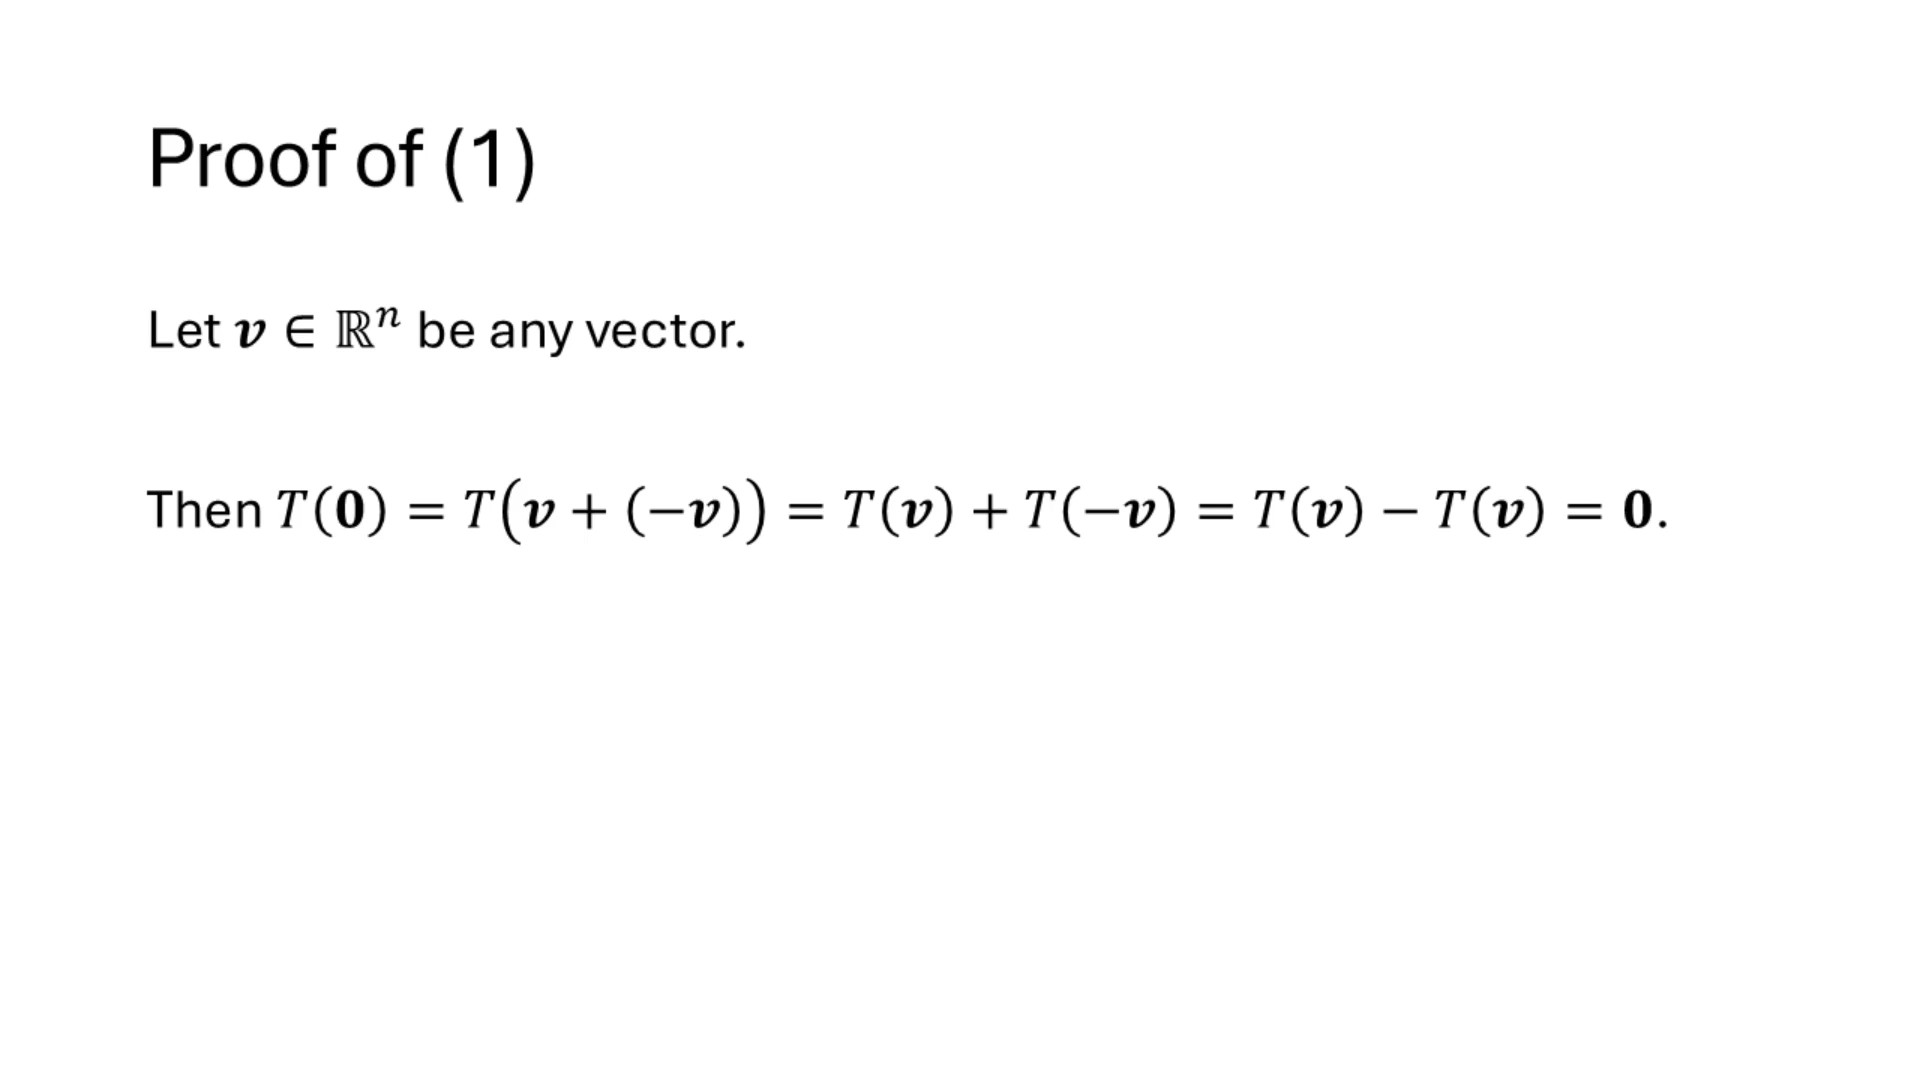 Proof of (1)
Let 𝒗 ∈ ℝⁿ be any vector.
Then 𝑇(𝟎) = 𝑇(𝒗 + (−𝒗)) = 𝑇(𝒗) + 𝑇(−𝒗) = 𝑇(𝒗) − 𝑇(𝒗) = 𝟎.